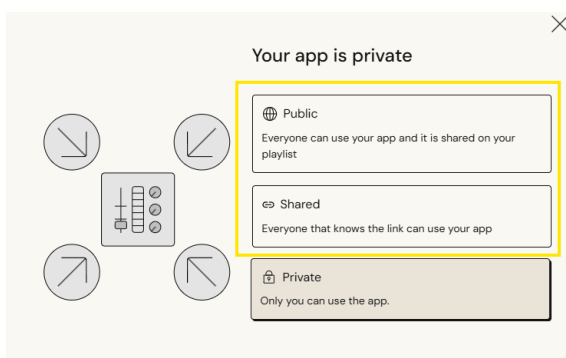 Your app is private
Public
Everyone can use your app and it is shared on your
playlist
Shared
Everyone that knows the link can use your app
Private
Only you can use the app.